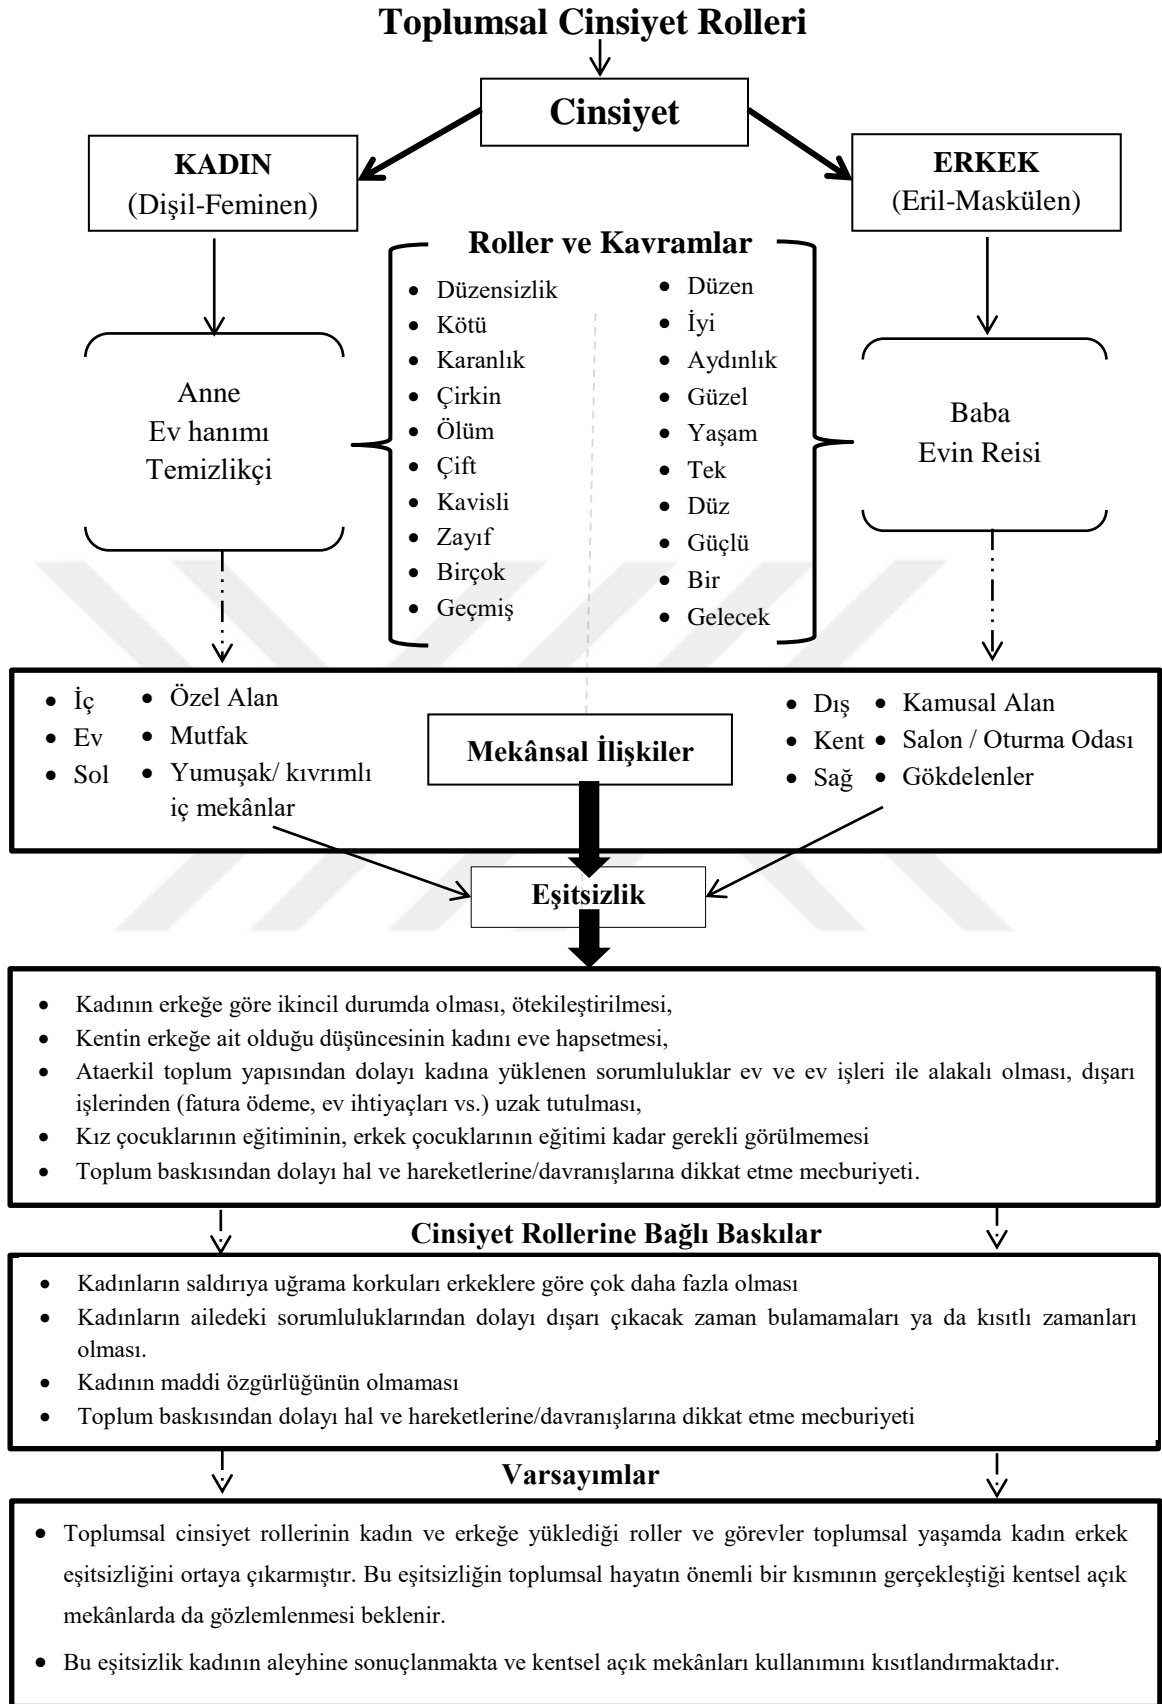 Toplumsal Cinsiyet Rolleri
Cinsiyet
KADIN
(Dişil-Feminen)
ERKEK
(Eril-Maskülen)
Roller ve Kavramlar
• Düzensizlik
• Kötü
• Karanlık
• Çirkin
• Ölüm
• Çift
• Kavisli
• Zayıf
• Birçok
• Geçmiş
• Düzen
• İyi
• Aydınlık
• Güzel
• Yaşam
• Tek
• Düz
• Güçlü
• Bir
• Gelecek
Anne
Ev hanımı
Temizlikçi
Baba
Evin Reisi
• İç
• Ev
• Sol
• Özel Alan
• Mutfak
• Yumuşak/ kıvrımlı
iç mekânlar
Mekânsal İlişkiler
• Dış
• Kent
• Sağ
• Kamusal Alan
• Salon / Oturma Odası
• Gökdelenler
Eşitsizlik
• Kadının erkeğe göre ikincil durumda olması, ötekileştirilmesi,
• Kentin erkeğe ait olduğu düşüncesinin kadını eve hapsetmesi,
• Ataerkil toplum yapısından dolayı kadına yüklenen sorumluluklar ev ve ev işleri ile alakalı olması, dışarı
işlerinden (fatura ödeme, ev ihtiyaçları vs.) uzak tutulması,
• Kız çocuklarının eğitiminin, erkek çocuklarının eğitimi kadar gerekli görülmemesi
• Toplum baskısından dolayı hal ve hareketlerine/davranışlarına dikkat etme mecburiyeti.
Cinsiyet Rollerine Bağlı Baskılar
• Kadınların saldırıya uğrama korkuları erkeklere göre çok daha fazla olması
• Kadınların ailedeki sorumluluklarından dolayı dışarı çıkacak zaman bulamamaları ya da kısıtlı zamanları
olması.
• Kadının maddi özgürlüğünün olmaması
• Toplum baskısından dolayı hal ve hareketlerine/davranışlarına dikkat etme mecburiyeti
Varsayımlar
• Toplumsal cinsiyet rollerinin kadın ve erkeğe yüklediği roller ve görevler toplumsal yaşamda kadın erkek
eşitsizliğini ortaya çıkarmıştır. Bu eşitsizliğin toplumsal hayatın önemli bir kısmının gerçekleştiği kentsel açık
mekânlarda da gözlemlenmesi beklenir.
• Bu eşitsizlik kadının aleyhine sonuçlanmakta ve kentsel açık mekânları kullanımını kısıtlandırmaktadır.